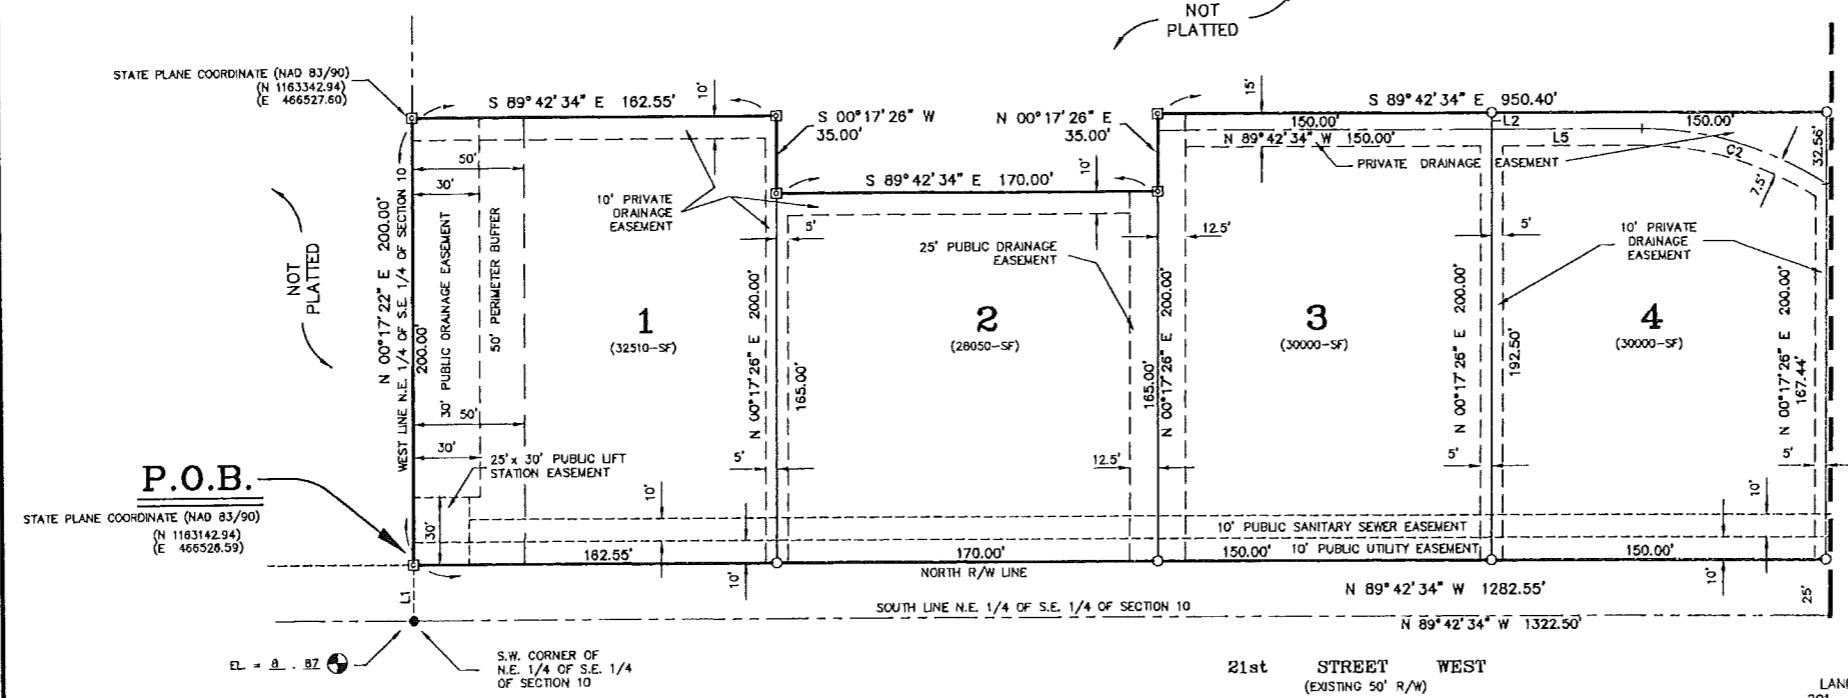 NOT
PLATTED
STATE PLANE COORDINATE (NAD 83/90)
(N 1163342.94)
(E 466527.60)
S 89°42'34" E 162.55'
10'
S 00°17'26" W
35.00'
N 00°17'26" E
35.00'
15'
S 89°42'34" E 950.40'
150.00'
L2
150.00'
N 89°42'34" W 150.00'
L5
C2
32.56'
PRIVATE DRAINAGE EASEMENT
7.5'
50'
30'
S 89°42'34" E 170.00'
10'
10' PRIVATE
DRAINAGE
EASEMENT
5'
25' PUBLIC DRAINAGE
EASEMENT
12.5'
5'
10' PRIVATE
DRAINAGE
EASEMENT
NOT
PLATTED
N 00°17'22" E 200.00'
WEST LINE N.E. 1/4 OF S.E. 1/4 OF SECTION 10
200.00'
30' PUBLIC DRAINAGE EASEMENT
50' PERIMETER BUFFER
1
(32510-SF)
N 00°17'26" E 200.00'
165.00'
2
(28050-SF)
165.00'
N 00°17'26" E 200.00'
3
(30000-SF)
N 00°17'26" E 200.00'
192.50'
4
(30000-SF)
N 00°17'26" E 200.00'
167.44'
50'
30'
25'x 30' PUBLIC LIFT
STATION EASEMENT
5'
12.5'
5'
5'
P.O.B.
STATE PLANE COORDINATE (NAD 83/90)
(N 1163142.94)
(E 466526.59)
30'
10'
10'
10' PUBLIC SANITARY SEWER EASEMENT
10' PUBLIC UTILITY EASEMENT
162.55'
170.00'
150.00'
150.00'
10'
NORTH R/W LINE
10'
25'
N 89°42'34" W 1282.55'
L1
SOUTH LINE N.E. 1/4 OF S.E. 1/4 OF SECTION 10
N 89°42'34" W 1322.50'
EL = 8 . 87
S.W. CORNER OF
N.E. 1/4 OF S.E. 1/4
OF SECTION 10
21st STREET WEST
(EXISTING 50' R/W)